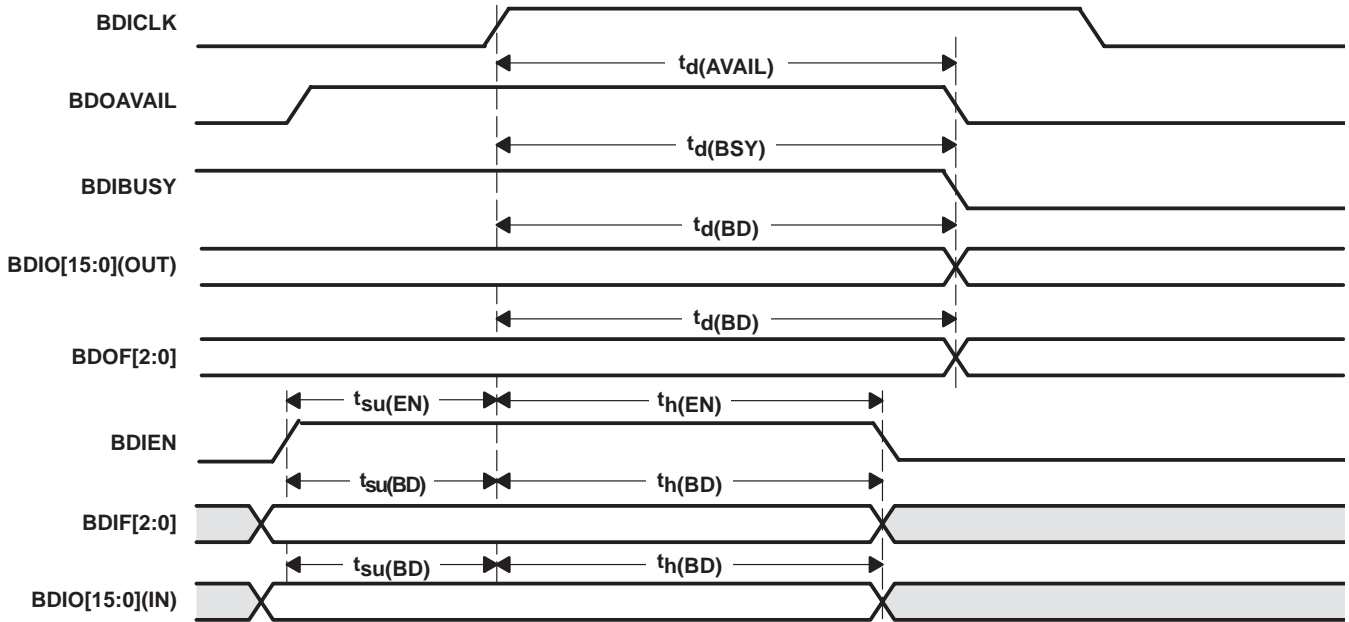 BDICLK
td(AVAIL)
BDOAVAIL
td(BSY)
BDIBUSY
td(BD)
BDIO[15:0](OUT)
td(BD)
BDOF[2:0]
tsu(EN) th(EN)
BDIEN
tsu(BD) th(BD)
BDIF[2:0]
tsu(BD) th(BD)
BDIO[15:0](IN)